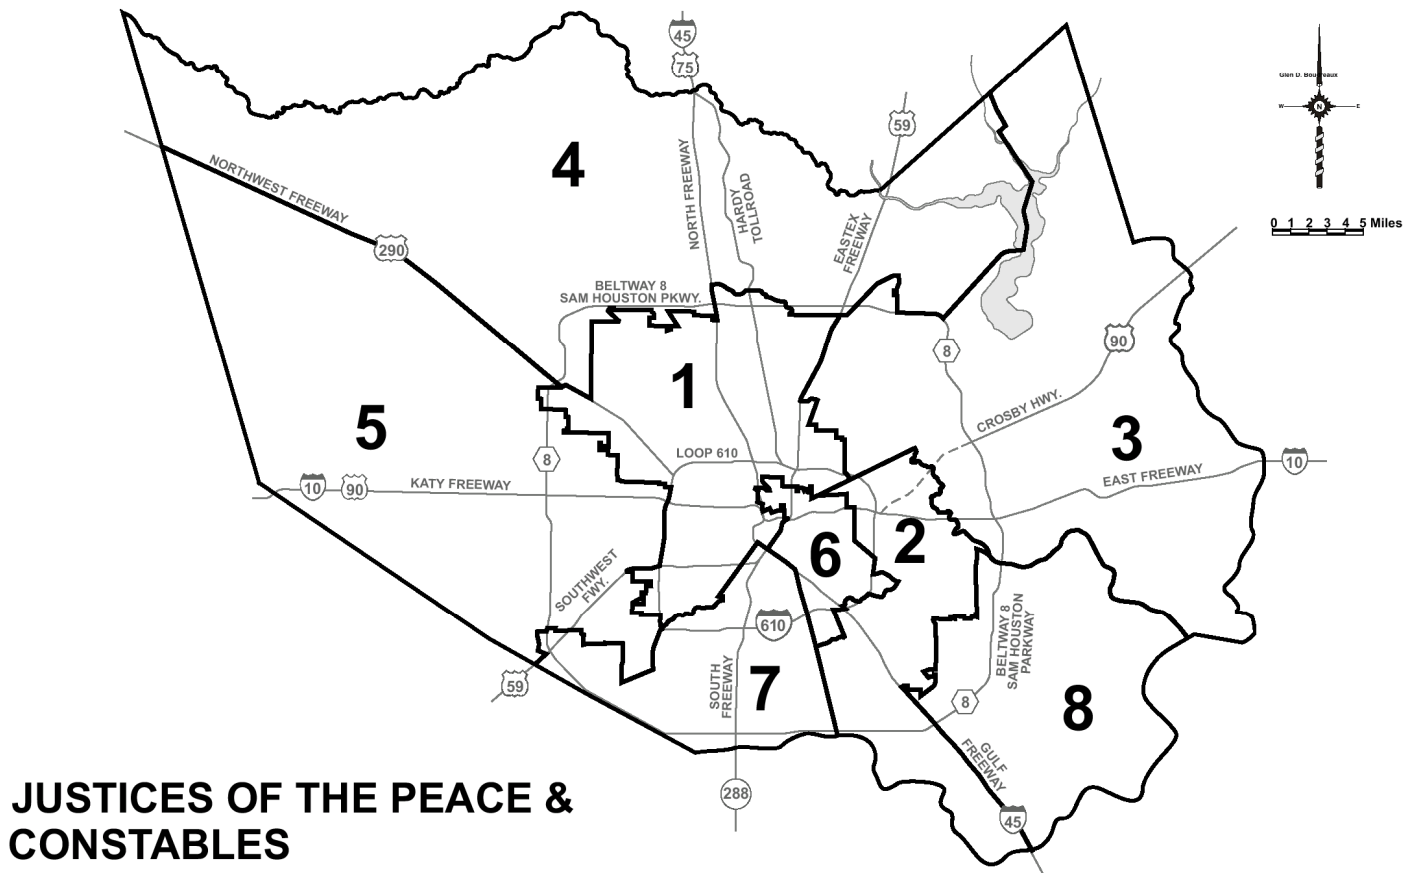 45
75
Glen D. Boudreaux
W
N
E
59
4
NORTHWEST FREEWAY
NORTH FREEWAY
HARDY
TOLLROAD
EASTEX
FREEWAY
0 1 2 3 4 5 Miles
290
BELTWAY 8
SAM HOUSTON PKWY.
90
8
1
5
CROSBY HWY.
3
8
LOOP 610
10
90
KATY FREEWAY
EAST FREEWAY
10
6
2
SOUTHWEST
FWY.
610
BELTWAY 8
SAM HOUSTON
PARKWAY
59
SOUTH
FREEWAY
7
8
8
GULF
FREEWAY
288
45
JUSTICES OF THE PEACE &
CONSTABLES